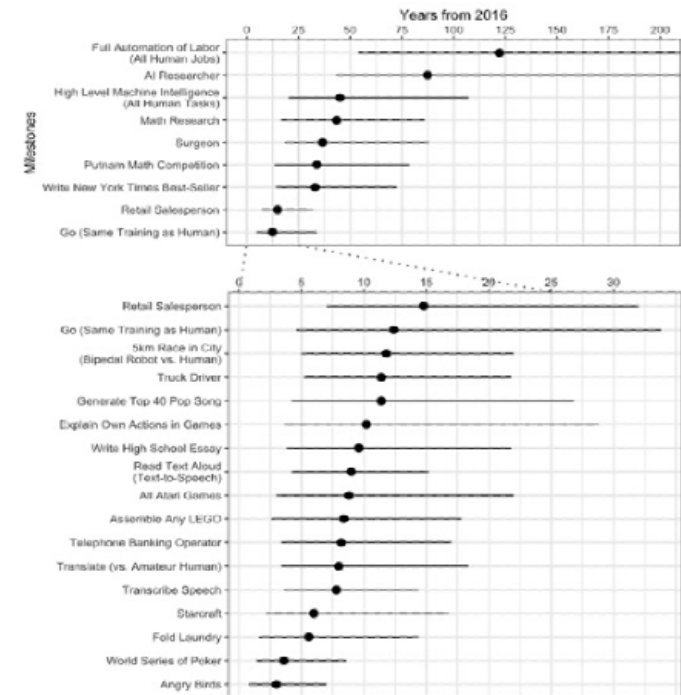 Years from 2016
0 25 50 75 100 125 150 175 200
Milestones
Full Automation of Labor
(All Human Jobs)
AI Researcher
High Level Machine Intelligence
(All Human Tasks)
Math Research
Surgeon
Putnam Math Competition
Write New York Times Best-Seller
Retail Salesperson
Go (Same Training as Human)
0 5 10 15 20 25 30
Retail Salesperson
Go (Same Training as Human)
5km Race in City
(Bipedal Robot vs. Human)
Truck Driver
Generate Top 40 Pop Song
Explain Own Actions in Games
Write High School Essay
Read Text Aloud
(Text-to-Speech)
All Atari Games
Assemble Any LEGO
Telephone Banking Operator
Translate (vs. Amateur Human)
Transcribe Speech
Starcraft
Fold Laundry
World Series of Poker
Angry Birds